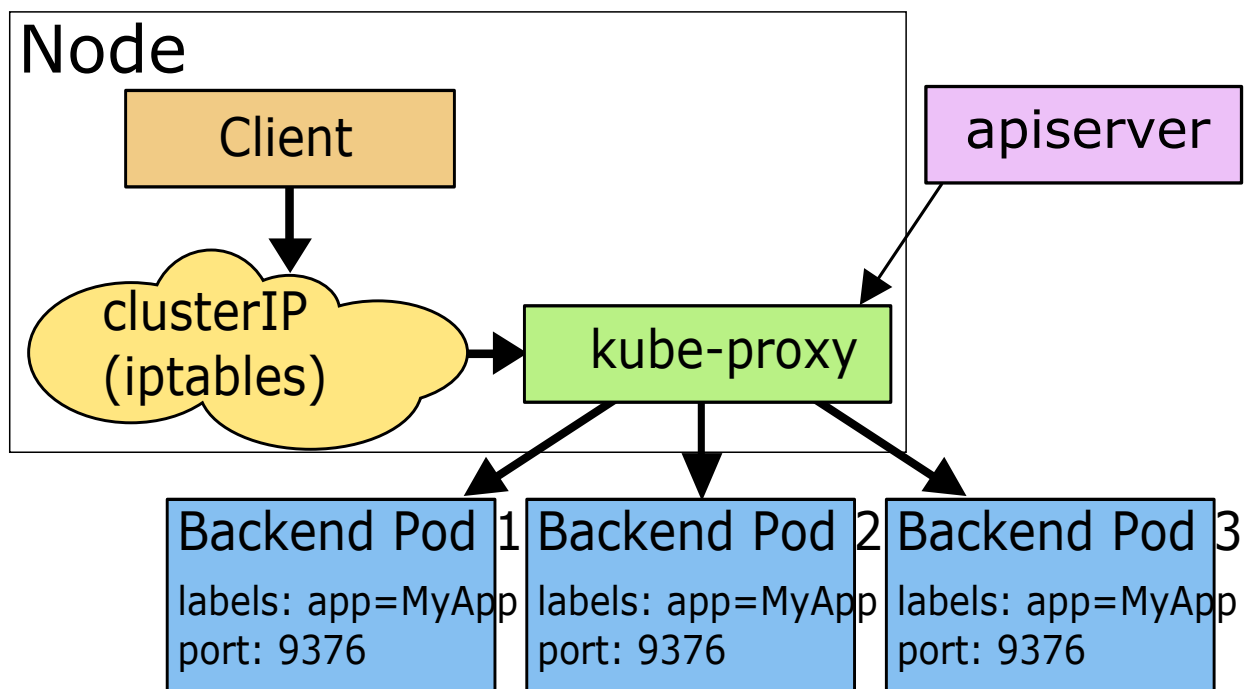 Node
Client
apiserver
clusterIP
(iptables)
kube-proxy
Backend Pod 1
labels: app=MyApp
port: 9376
Backend Pod 2
labels: app=MyApp
port: 9376
Backend Pod 3
labels: app=MyApp
port: 9376